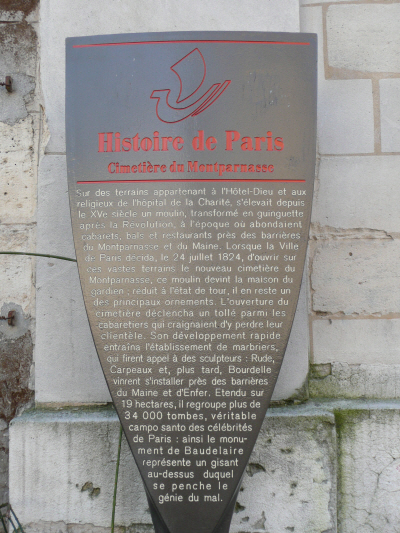 Histoire de Paris
Cimetière du Montparnasse
Sur des terrains appartenant à l'Hôtel-Dieu et aux
religieux de l'hôpital de la Charité, s'élevait depuis
le XVe siècle un moulin, transformé en guinguette
après la Révolution, à l'époque où abondaient
cabarets, bals et restaurants près des barrières
du Montparnasse et du Maine. Lorsque la Ville
de Paris décida, le 24 juillet 1824, d'ouvrir sur
ces vastes terrains le nouveau cimetière du
Montparnasse, ce moulin devint la maison du
gardien ; réduit à l'état de tour, il en reste un
des principaux ornements. L'ouverture du
cimetière déclencha un tollé parmi les
cabaretiers qui craignaient d'y perdre leur
clientèle. Son développement rapide
entraîna l'établissement de marbriers,
qui firent appel à des sculpteurs : Rude,
Carpeaux et, plus tard, Bourdelle
vinrent s'installer près des barrières
du Maine et d'Enfer. Etendu sur
19 hectares, il regroupe plus de
34 000 tombes, véritable
campo santo des célébrités
de Paris : ainsi le monu-
ment de Baudelaire
représente un gisant
au-dessus duquel
se penche le
génie du mal.